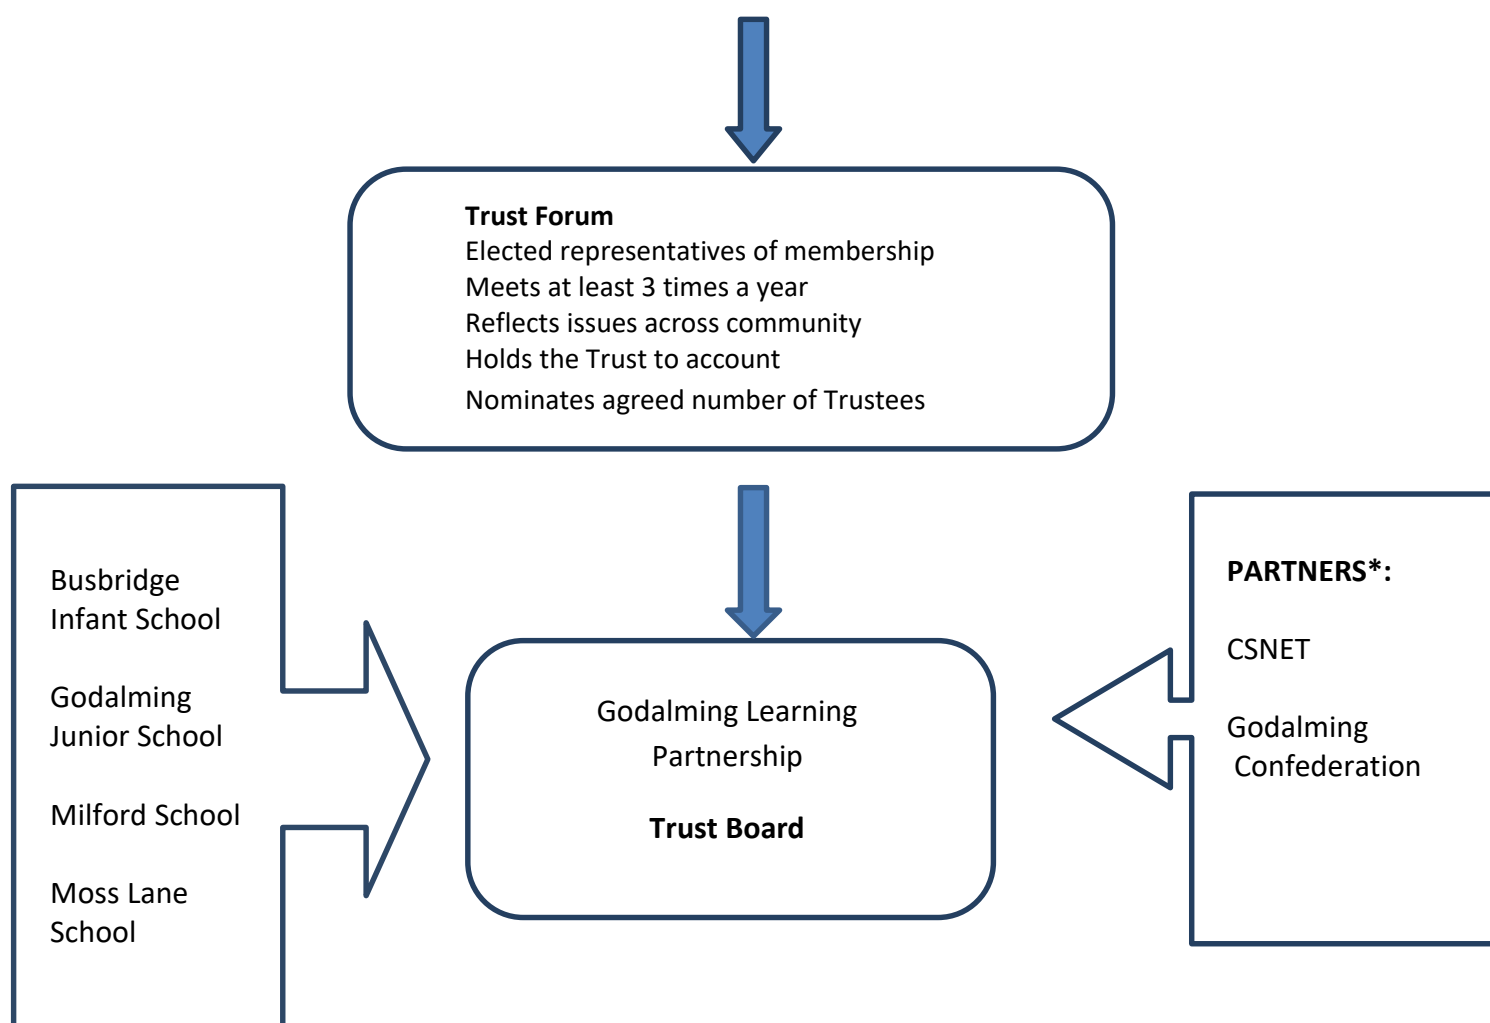 Trust Forum
Elected representatives of membership
Meets at least 3 times a year
Reflects issues across community
Holds the Trust to account
Nominates agreed number of Trustees
Busbridge
Infant School
Godalming
Junior School
Milford School
Moss Lane
School
Godalming Learning
Partnership
Trust Board
PARTNERS*:
CSNET
Godalming
Confederation